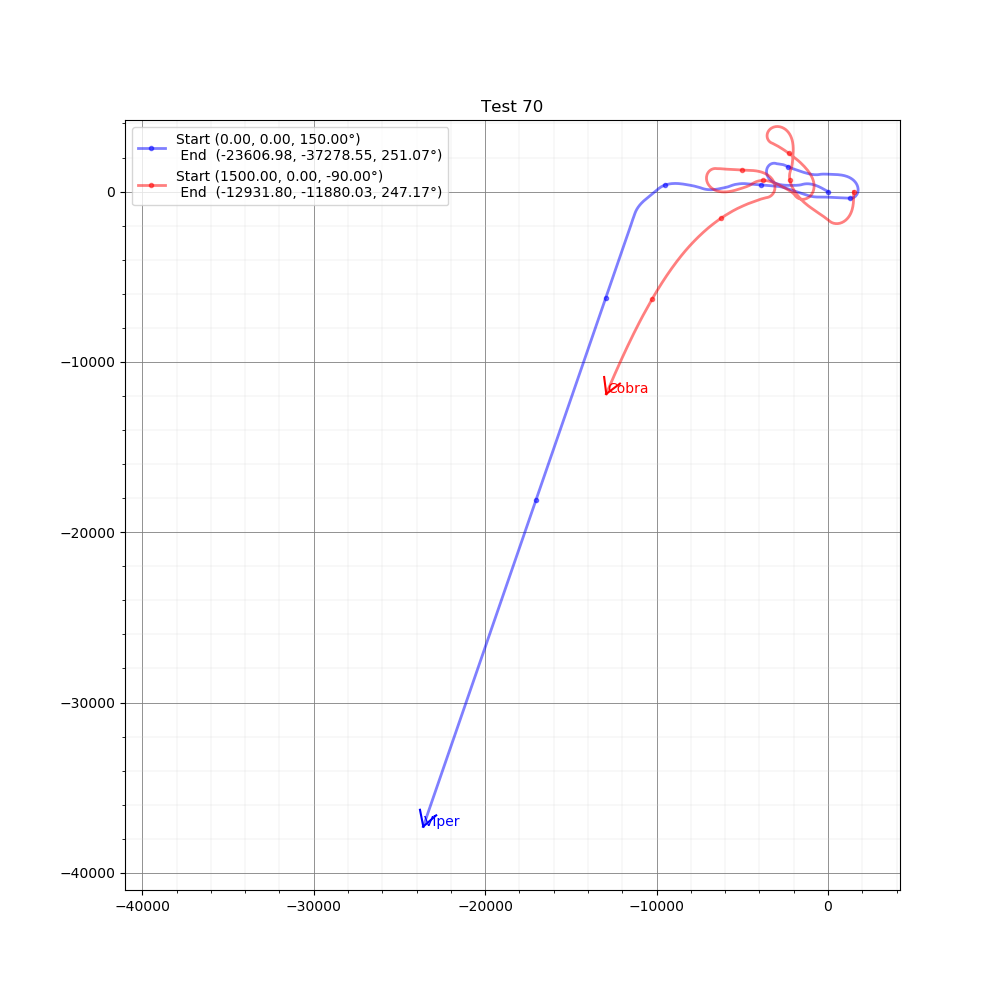 Test 70
Start (0.00, 0.00, 150.00°)
End  (-23606.98, -37278.55, 251.07°)
Start (1500.00, 0.00, -90.00°)
End  (-12931.80, -11880.03, 247.17°)
0
−10000
−20000
−30000
−40000
Cobra
Viper
−40000
−30000
−20000
−10000
0